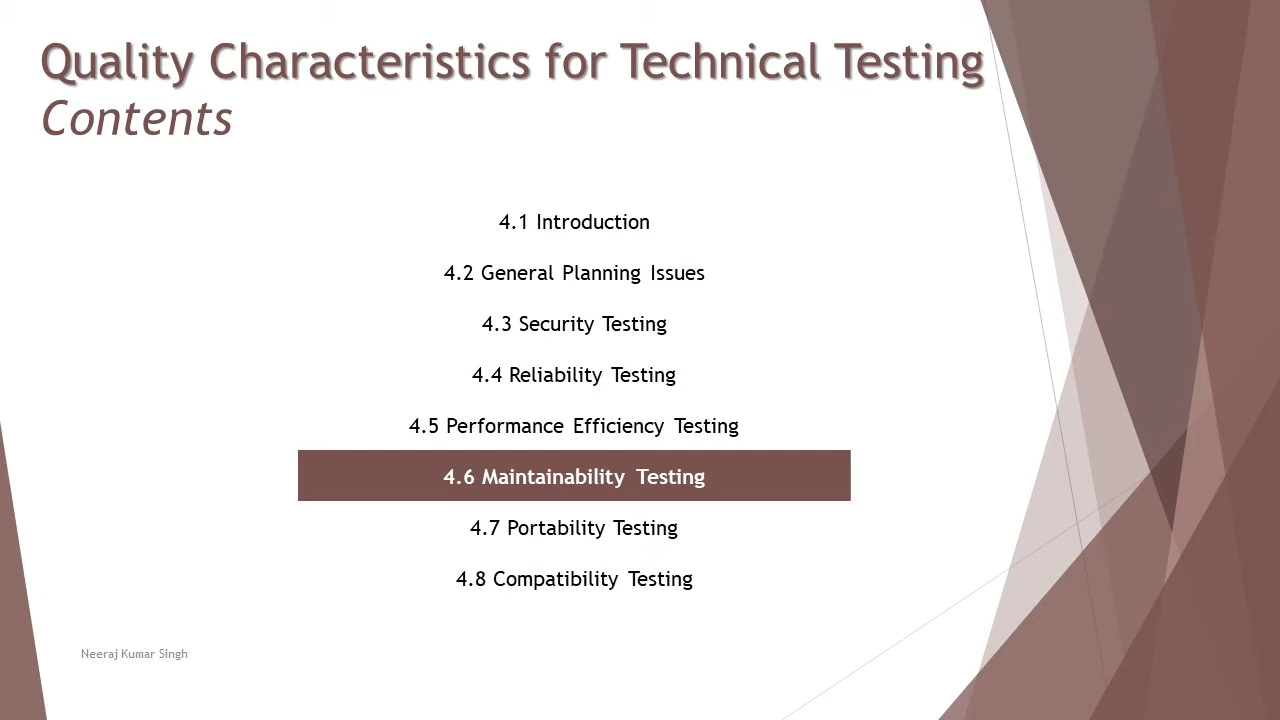 Quality Characteristics for Technical Testing
Contents
4.1 Introduction
4.2 General Planning Issues
4.3 Security Testing
4.4 Reliability Testing
4.5 Performance Efficiency Testing
4.6 Maintainability Testing
4.7 Portability Testing
4.8 Compatibility Testing
Neeraj Kumar Singh